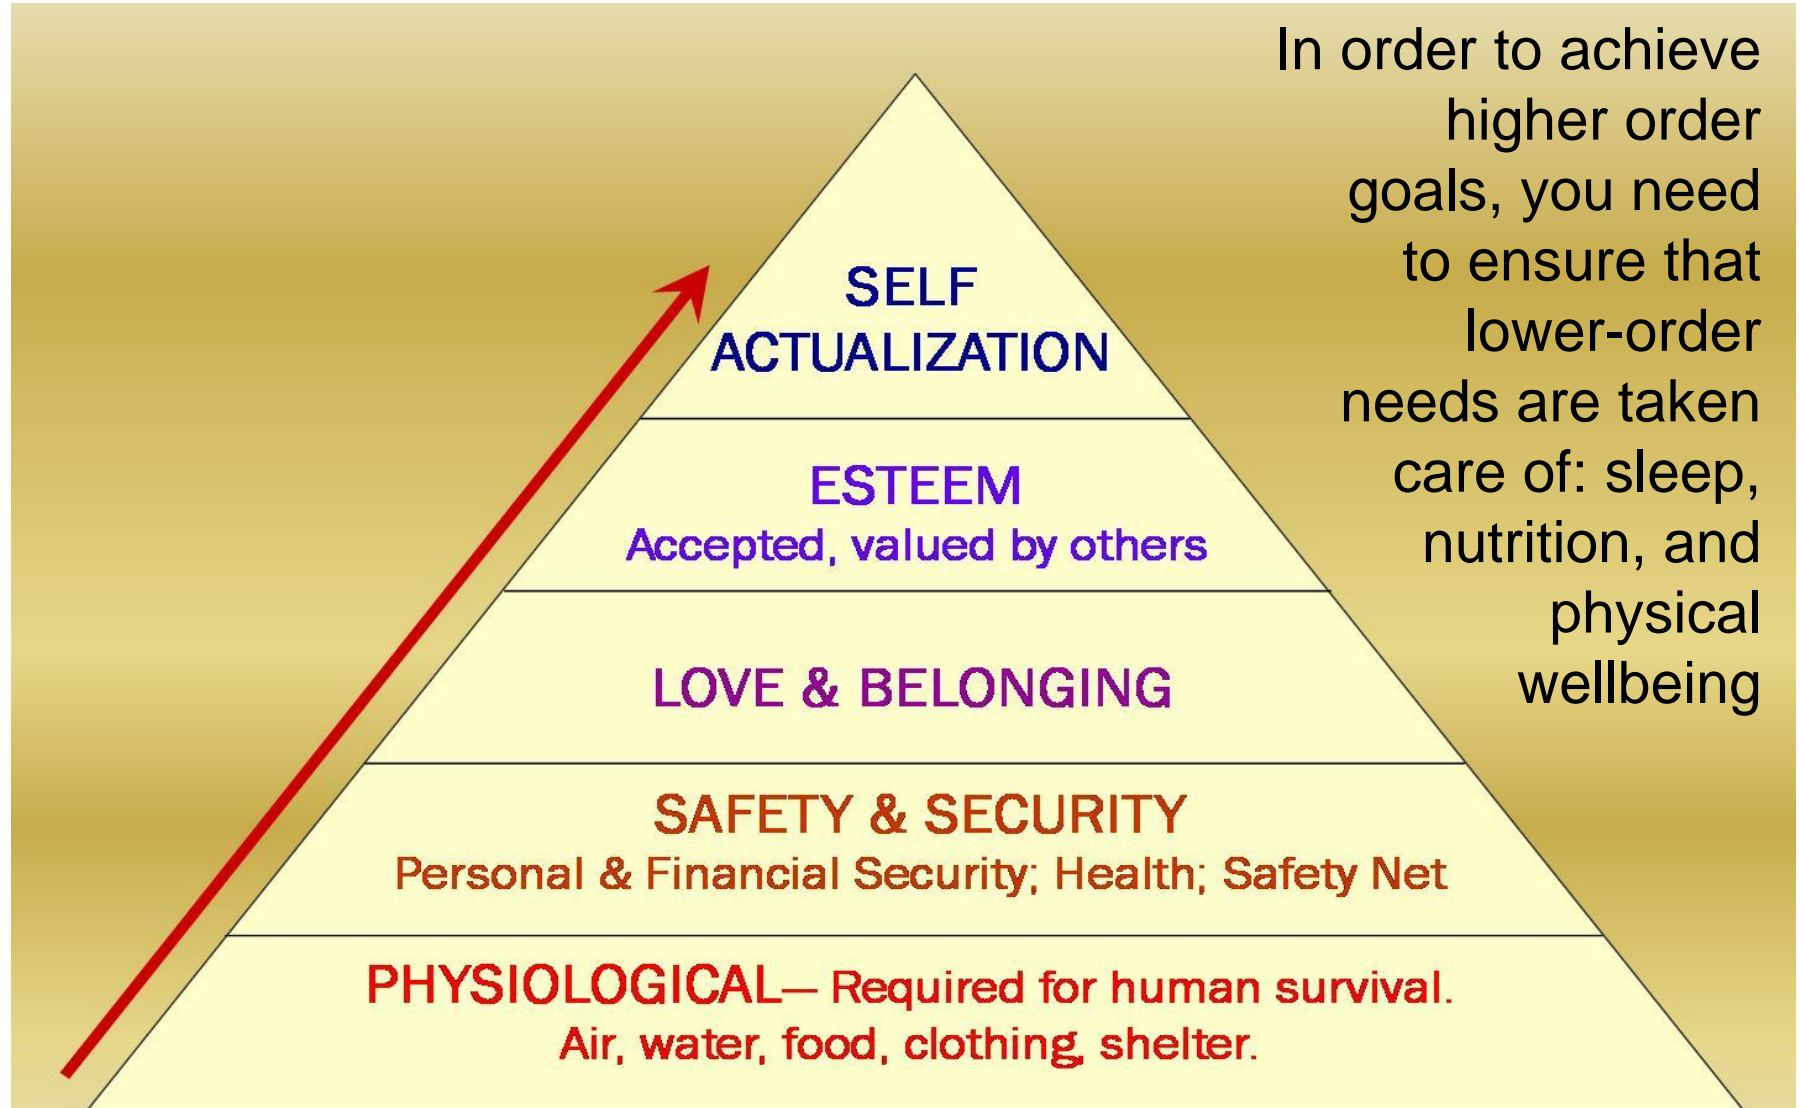 In order to achieve
higher order
goals, you need
to ensure that
lower-order
needs are taken
care of: sleep,
nutrition, and
physical
wellbeing
SELF
ACTUALIZATION
ESTEEM
Accepted, valued by others
LOVE & BELONGING
SAFETY & SECURITY
Personal & Financial Security; Health; Safety Net
PHYSIOLOGICAL— Required for human survival.
Air, water, food, clothing, shelter.